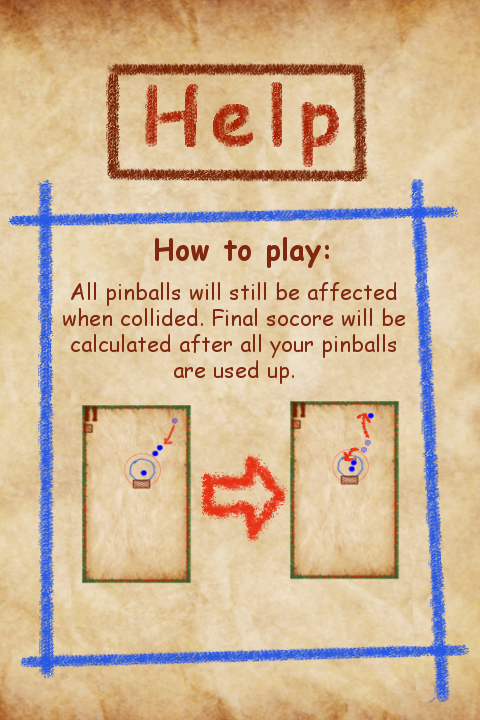 Help
How to play:
All pinballs will still be affected
when collided. Final socore will be
calculated after all your pinballs
are used up.